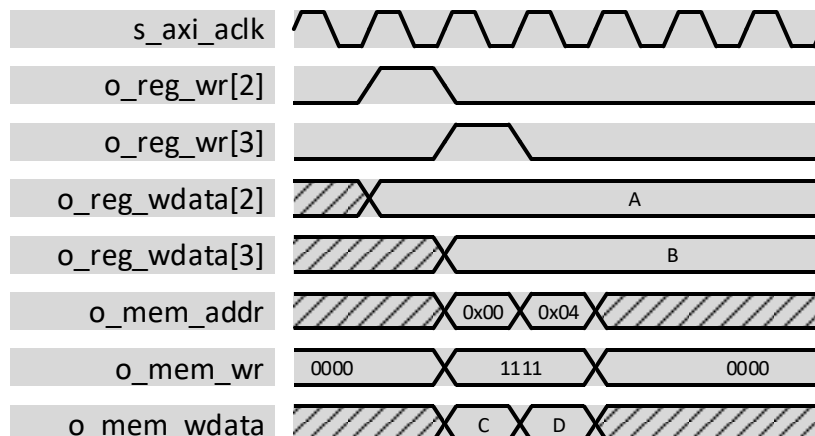 s_axi_aclk
o_reg_wr[2]
o_reg_wr[3]
o_reg_wdata[2] A
o_reg_wdata[3] B
o_mem_addr 0x00 0x04
o_mem_wr 0000 1111 0000
o_mem_wdata C D